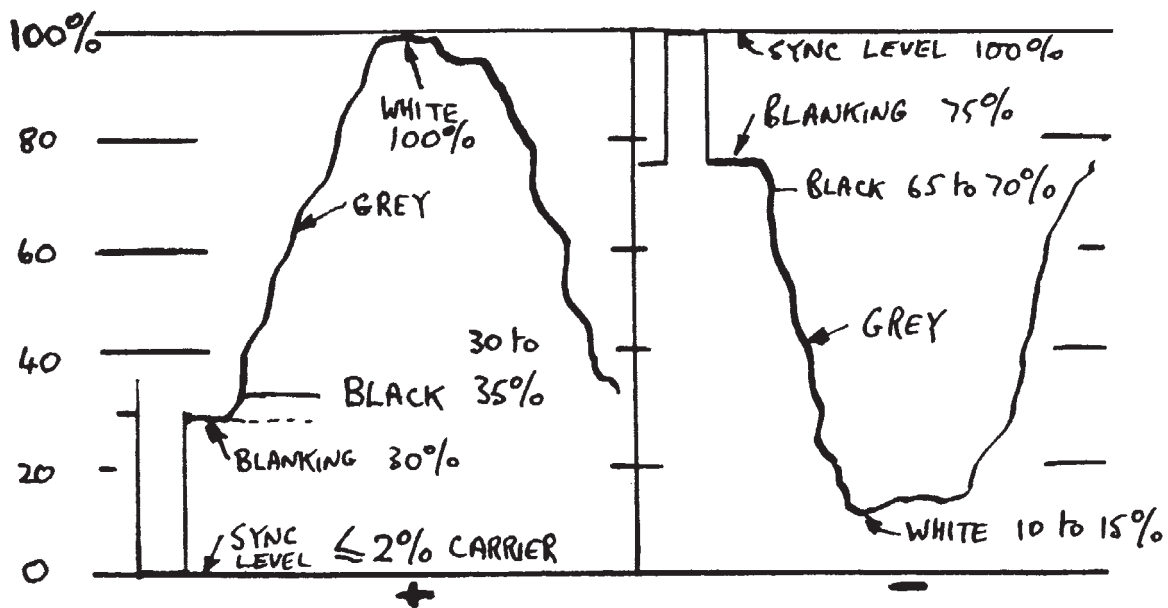 100%
80
60
40
20
0
WHITE
100%
GREY
30 to
BLACK 35%
BLANKING 30%
SYNC
LEVEL ≤ 2% CARRIER
+
SYNC LEVEL 100%
BLANKING 75%
BLACK 65 to 70%
GREY
WHITE 10 to 15%
−